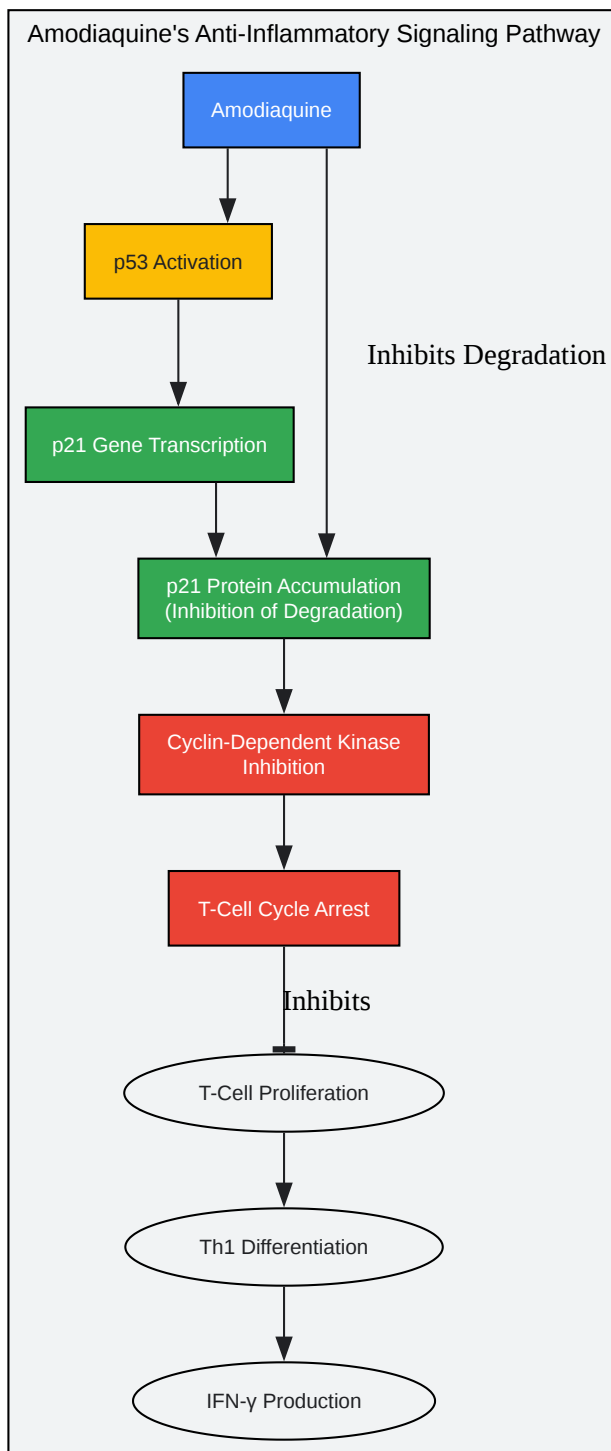 Amodiaquine's Anti-Inflammatory Signaling Pathway
Amodiaquine
p53 Activation
Inhibits Degradation
p21 Gene Transcription
p21 Protein Accumulation
(Inhibition of Degradation)
Cyclin-Dependent Kinase
Inhibition
T-Cell Cycle Arrest
Inhibits
T-Cell Proliferation
Th1 Differentiation
IFN-γ Production